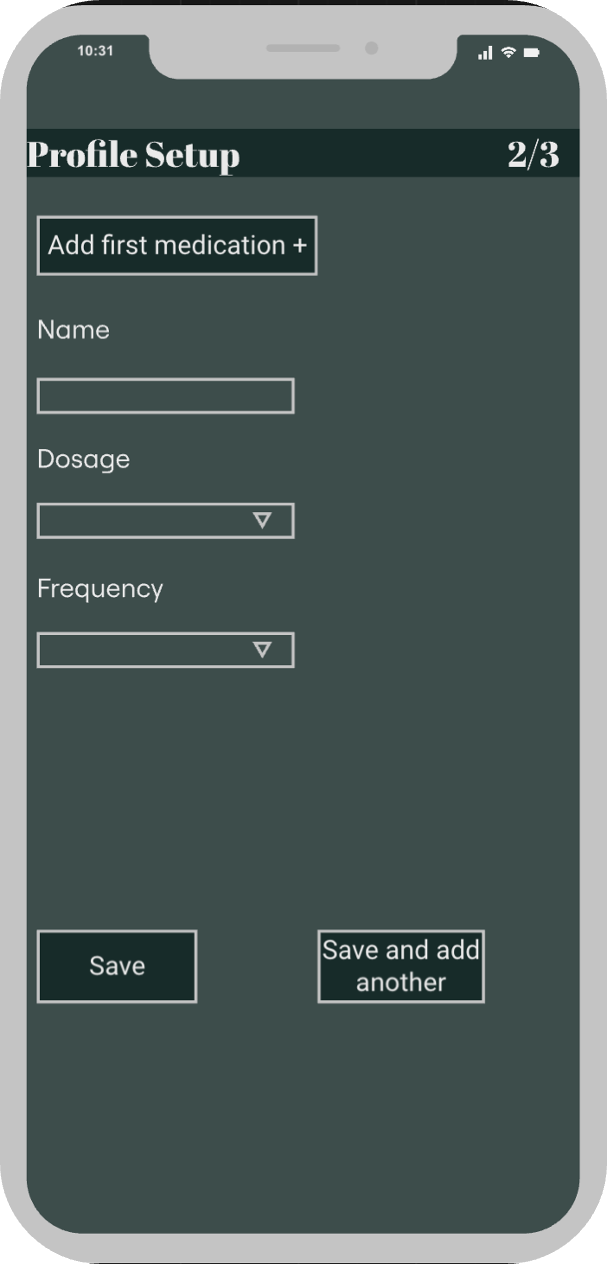 10:31
Profile Setup 2/3
Add first medication +
Name
Dosage
Frequency
Save
Save and add
another